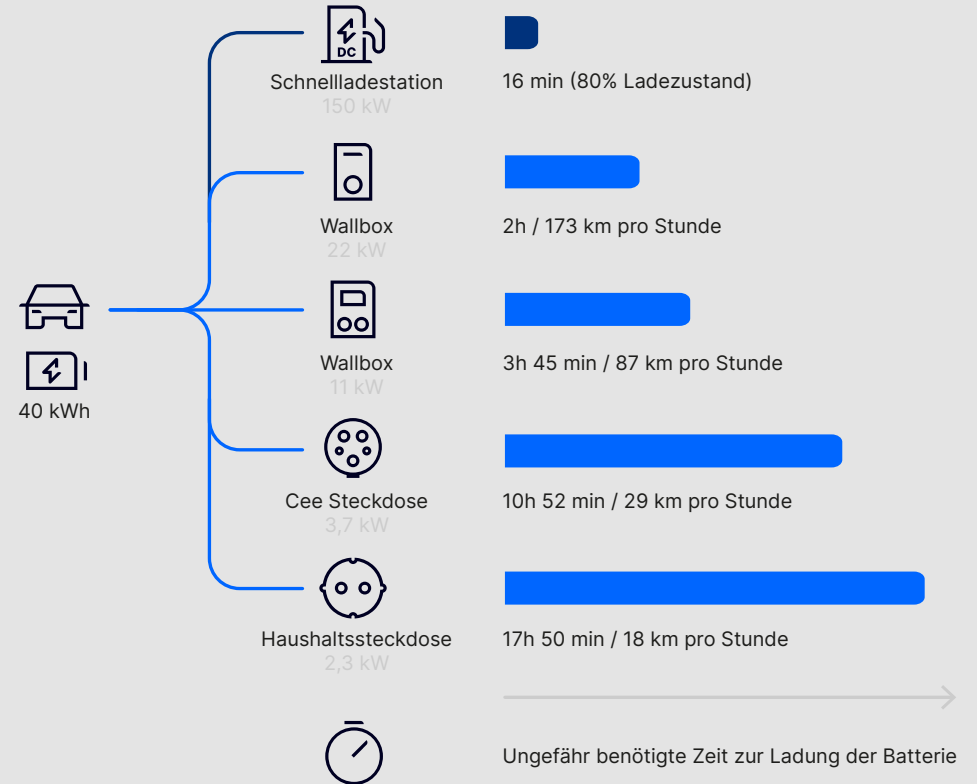 DC
Schnellladestation
150 kW
16 min (80% Ladezustand)
Wallbox
22 kW
2h / 173 km pro Stunde
Wallbox
11 kW
3h 45 min / 87 km pro Stunde
40 kWh
Cee Steckdose
3,7 kW
10h 52 min / 29 km pro Stunde
Haushaltssteckdose
2,3 kW
17h 50 min / 18 km pro Stunde
Ungefähr benötigte Zeit zur Ladung der Batterie